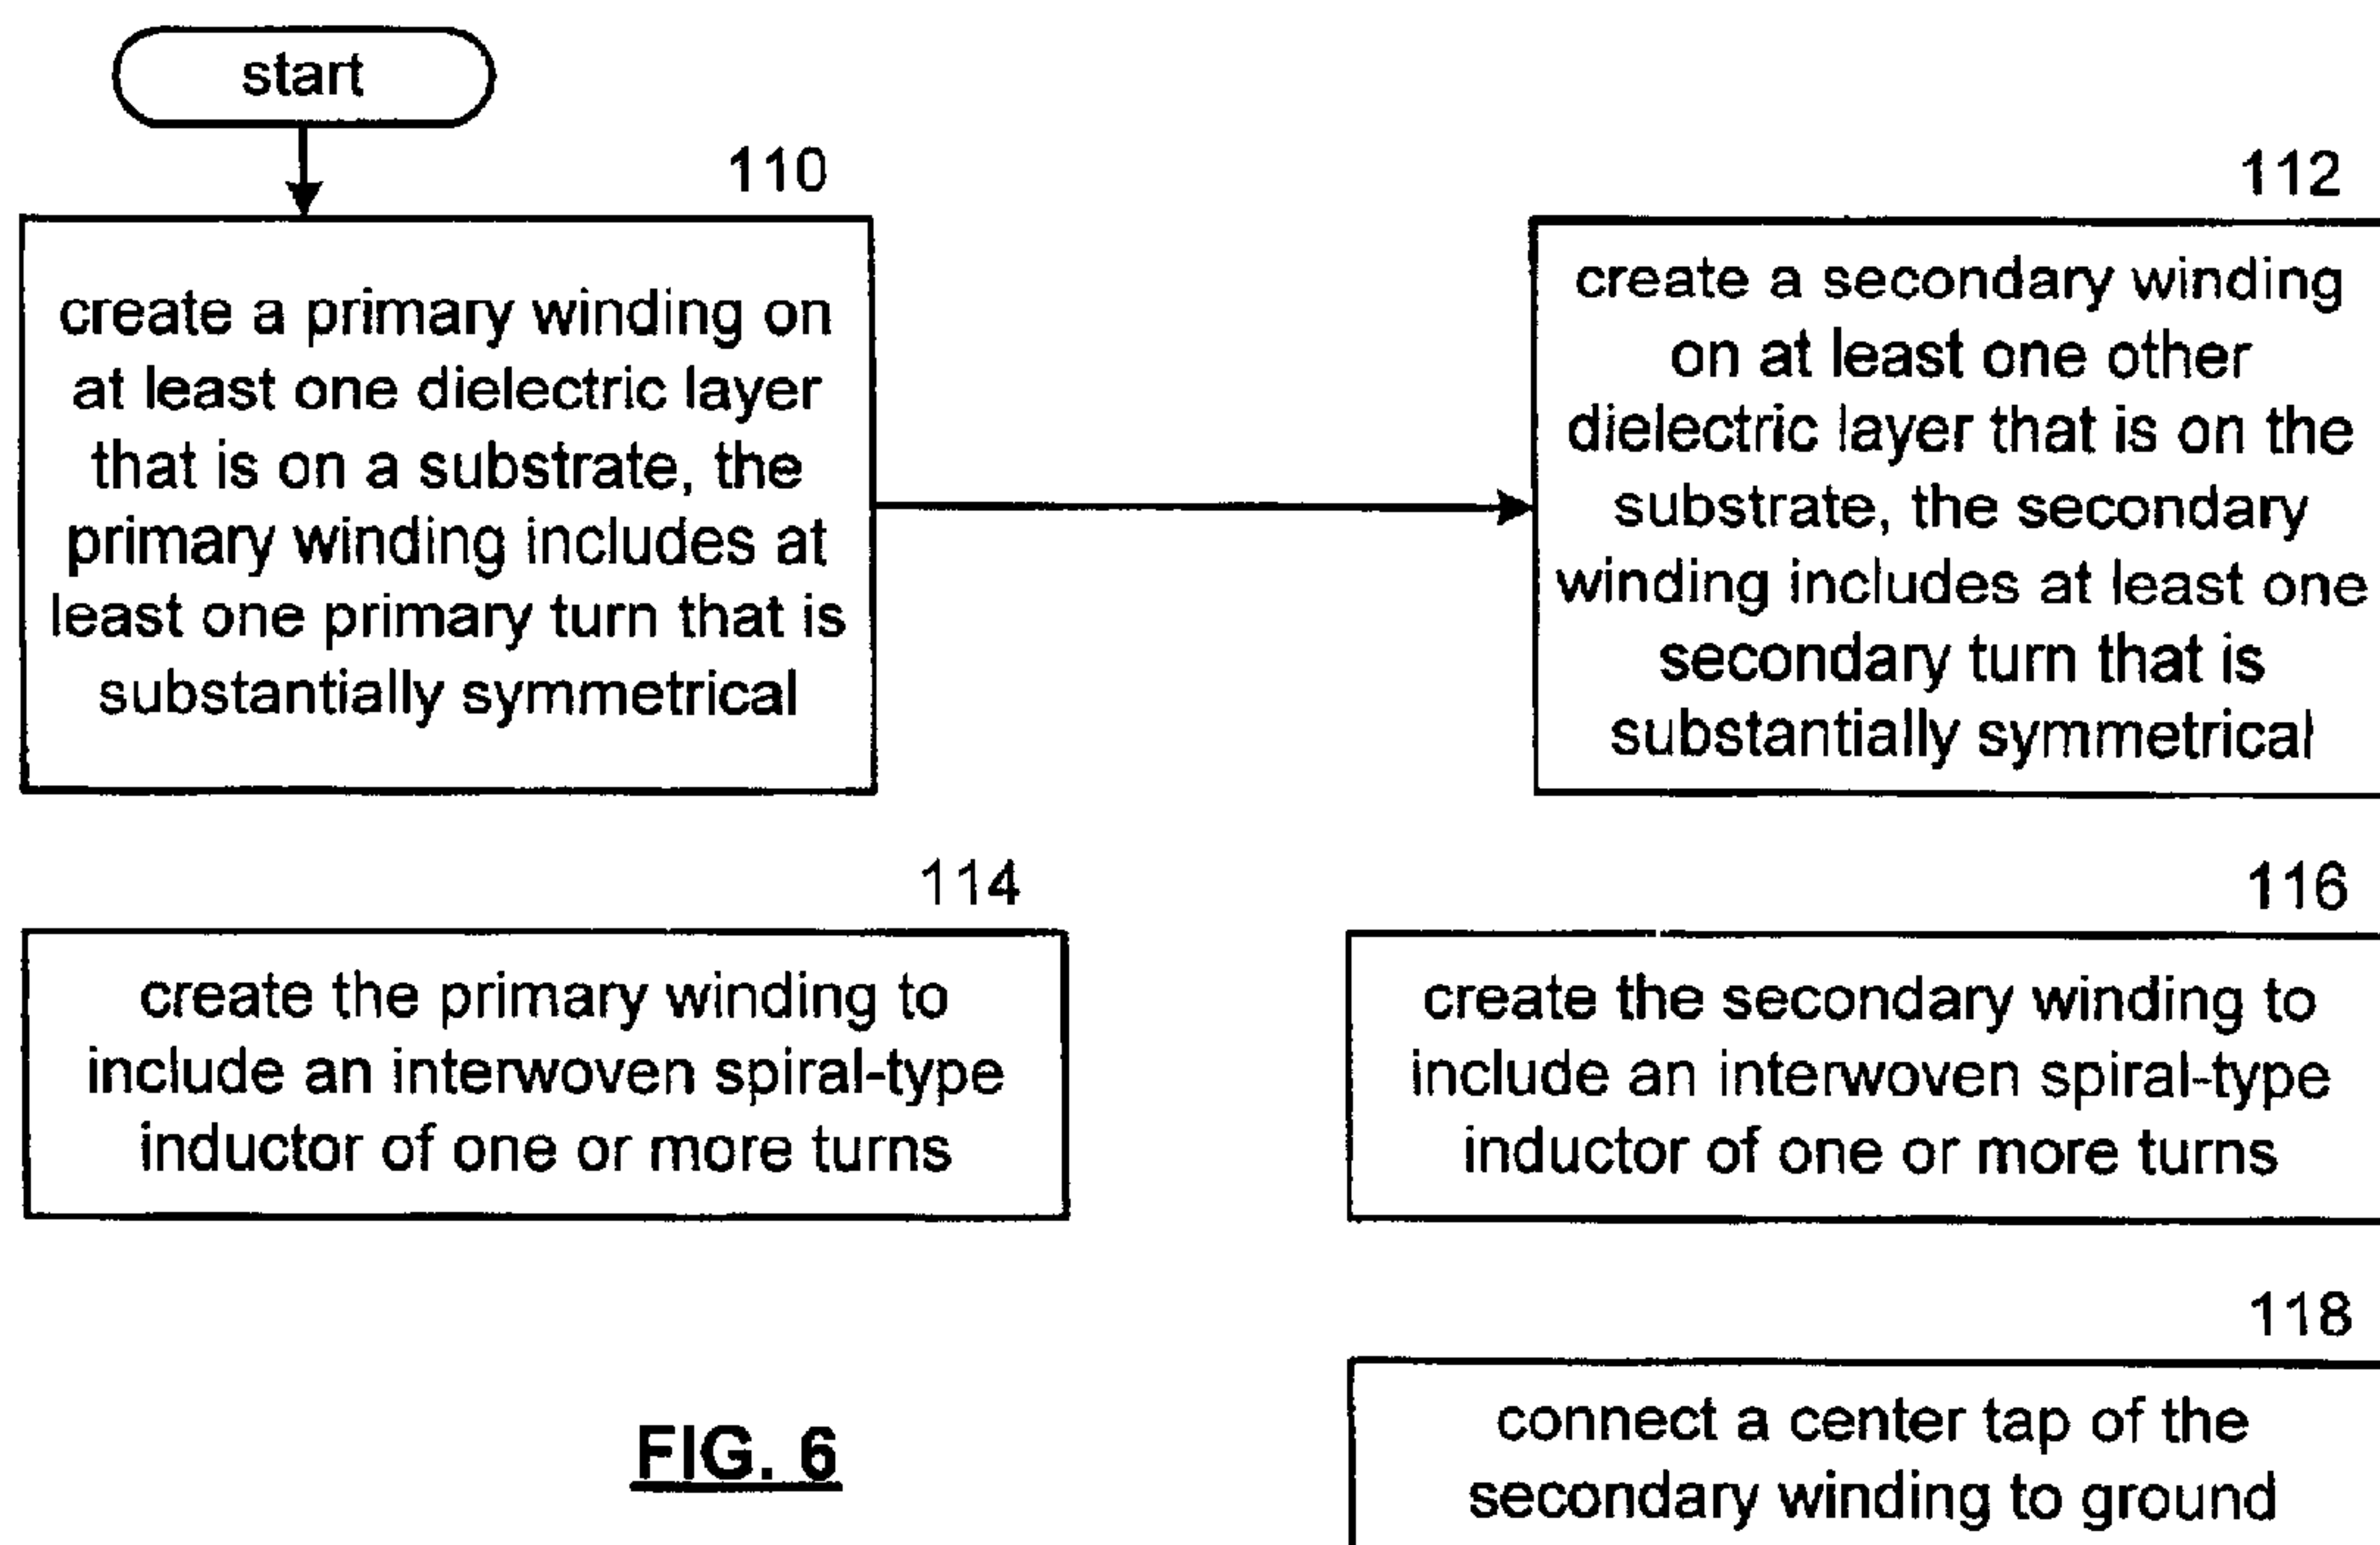 start
110
create a primary winding on
at least one dielectric layer
that is on a substrate, the
primary winding includes at
least one primary turn that is
substantially symmetrical
112
create a secondary winding
on at least one other
dielectric layer that is on the
substrate, the secondary
winding includes at least one
secondary turn that is
substantially symmetrical
114
create the primary winding to
include an interwoven spiral-type
inductor of one or more turns
116
create the secondary winding to
include an interwoven spiral-type
inductor of one or more turns
118
connect a center tap of the
secondary winding to ground
FIG. 6